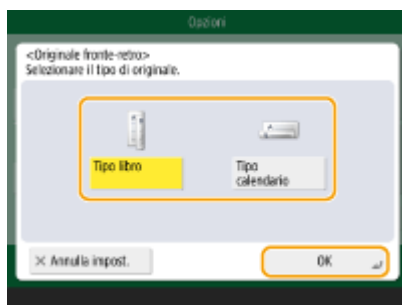 Opzioni
<Originale fronte-retro>
Selezionare il tipo di originale.
Tipo libro
Tipo
calendario
× Annulla impost.
OK